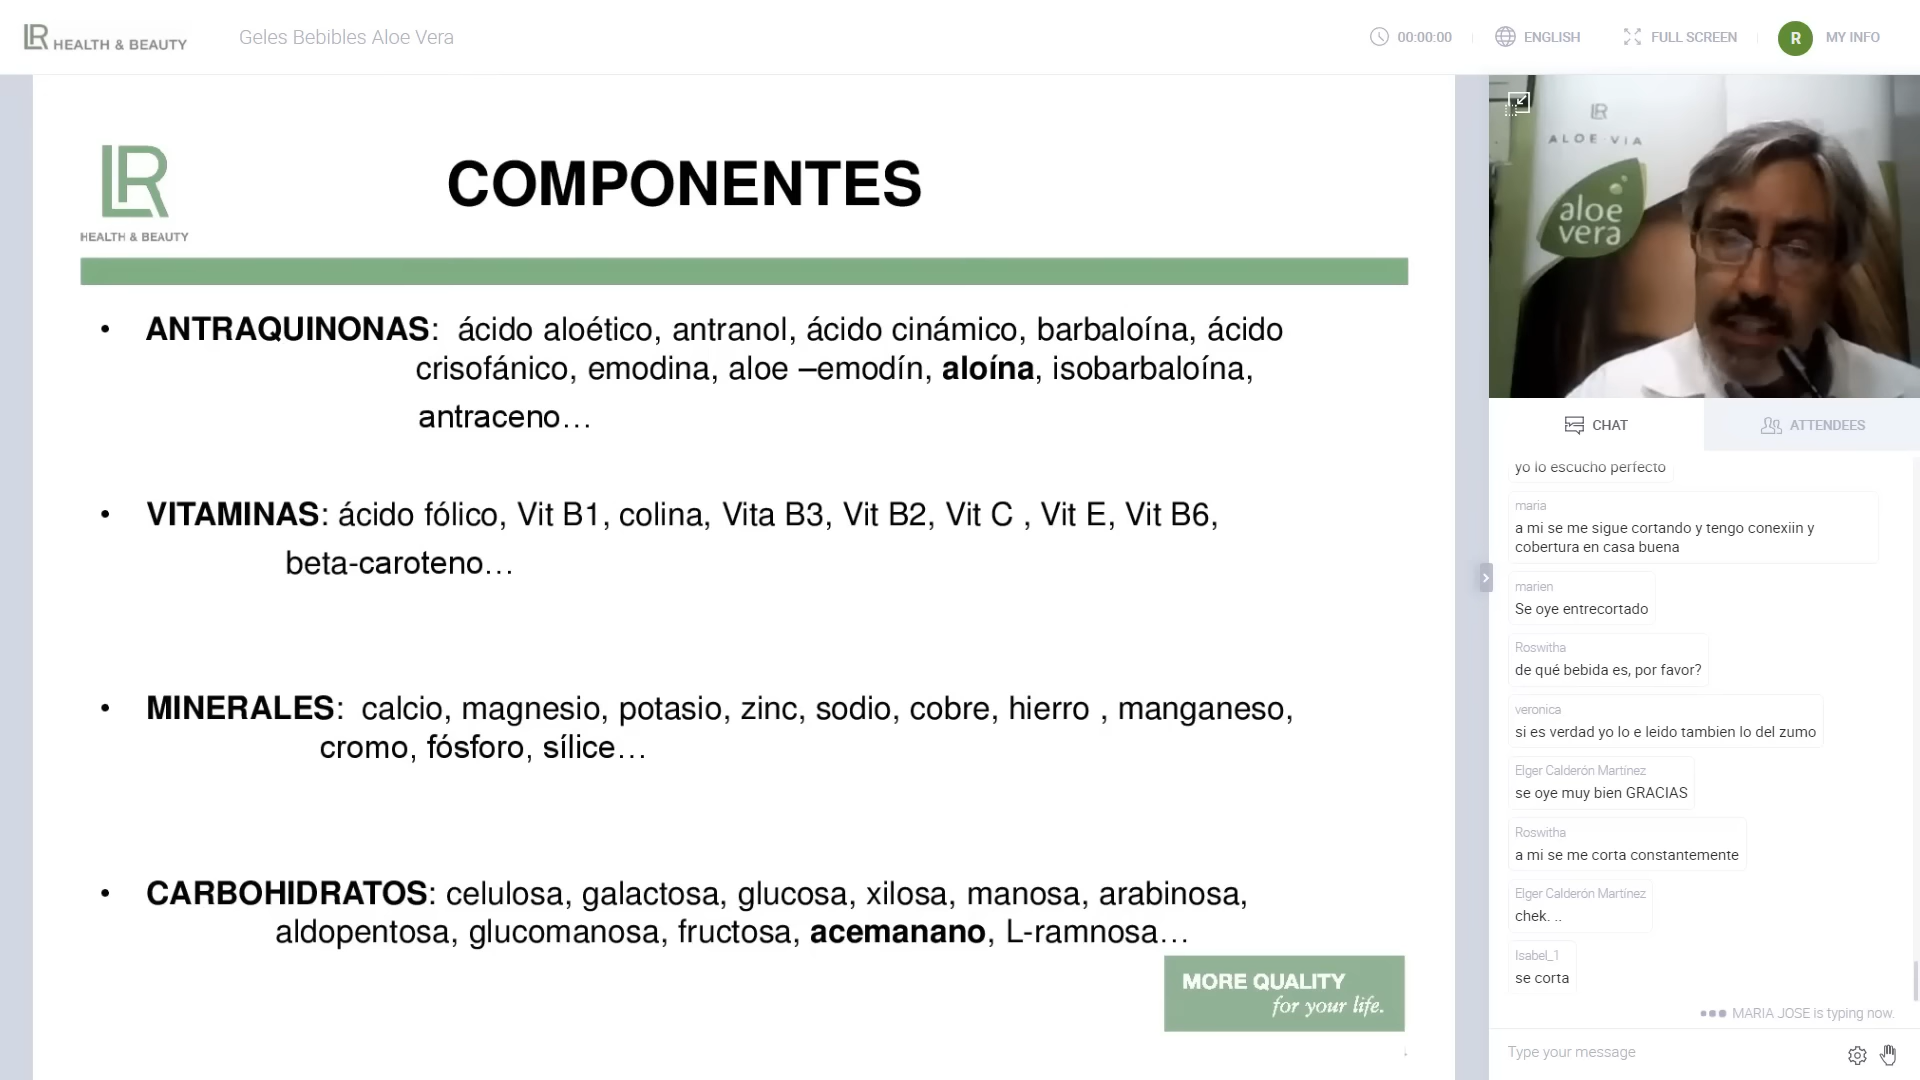 LR HEALTH & BEAUTY
Geles Bebibles Aloe Vera
00:00:00
ENGLISH
FULL SCREEN
R
MY INFO
LR
HEALTH & BEAUTY
COMPONENTES
• ANTRAQUINONAS: ácido aloético, antranol, ácido cinámico, barbaloína, ácido
crisofánico, emodina, aloe –emodín, aloína, isobarbaloína,
antraceno…
• VITAMINAS: ácido fólico, Vit B1, colina, Vita B3, Vit B2, Vit C , Vit E, Vit B6,
beta-caroteno…
• MINERALES: calcio, magnesio, potasio, zinc, sodio, cobre, hierro , manganeso,
cromo, fósforo, sílice…
• CARBOHIDRATOS: celulosa, galactosa, glucosa, xilosa, manosa, arabinosa,
aldopentosa, glucomanosa, fructosa, acemanano, L-ramnosa…
MORE QUALITY
for your life.
LR
ALOE VIA
aloe
vera
CHAT
ATTENDEES
yo lo escucho perfecto
maria
a mi se me sigue cortando y tengo conexiin y
cobertura en casa buena
marien
Se oye entrecortado
Roswitha
de qué bebida es, por favor?
veronica
si es verdad yo lo e leido tambien lo del zumo
Elger Calderón Martínez
se oye muy bien GRACIAS
Roswitha
a mi se me corta constantemente
Elger Calderón Martínez
chek. ..
Isabel_1
se corta
MARIA JOSE is typing now.
Type your message